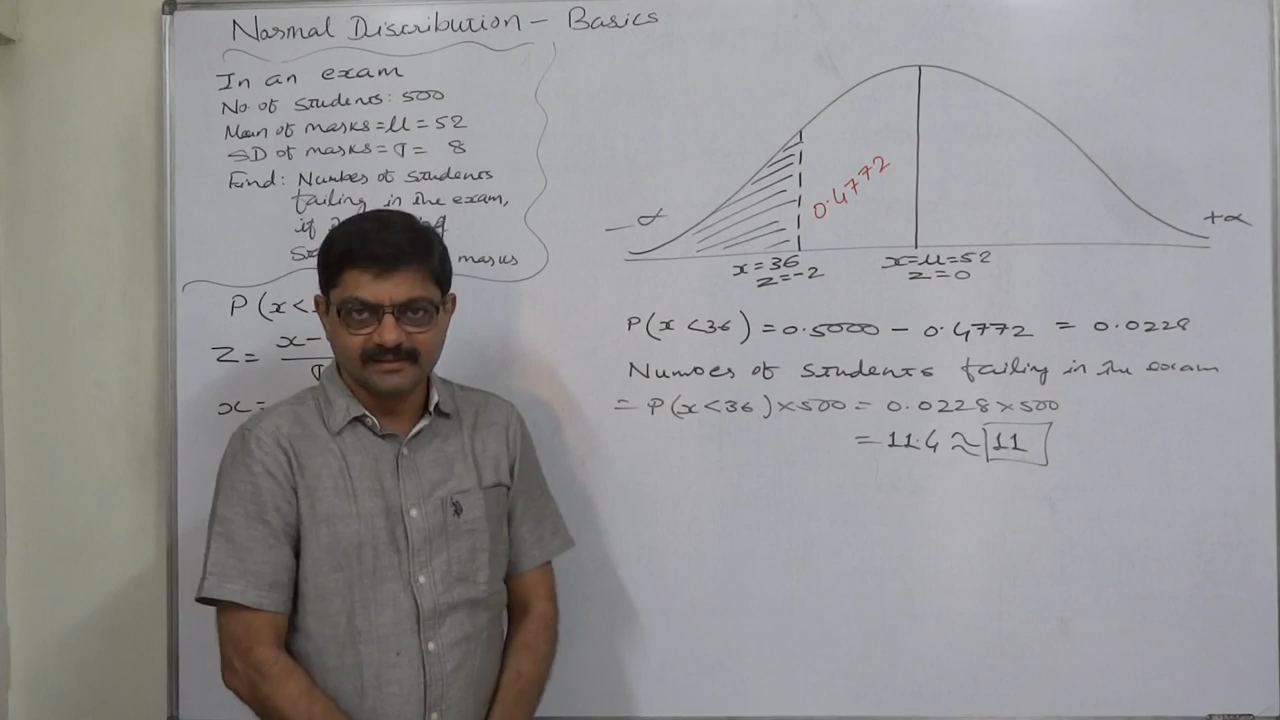 Normal Distribution - Basics
In an exam
No. of students: 500
Mean of marks = μ = 52
SD of marks = σ = 8
Find: Number of students
failing in the exam,
if
marks
P(x<
Z = x-
σ
x =
0.4772
-α
+α
x=36
Z=-2
x=μ=52
Z=0
P(x<36) = 0.5000 - 0.4772 = 0.0228
Number of students failing in the exam
= P(x<36)×500 = 0.0228×500
= 11.4 ≈ 11